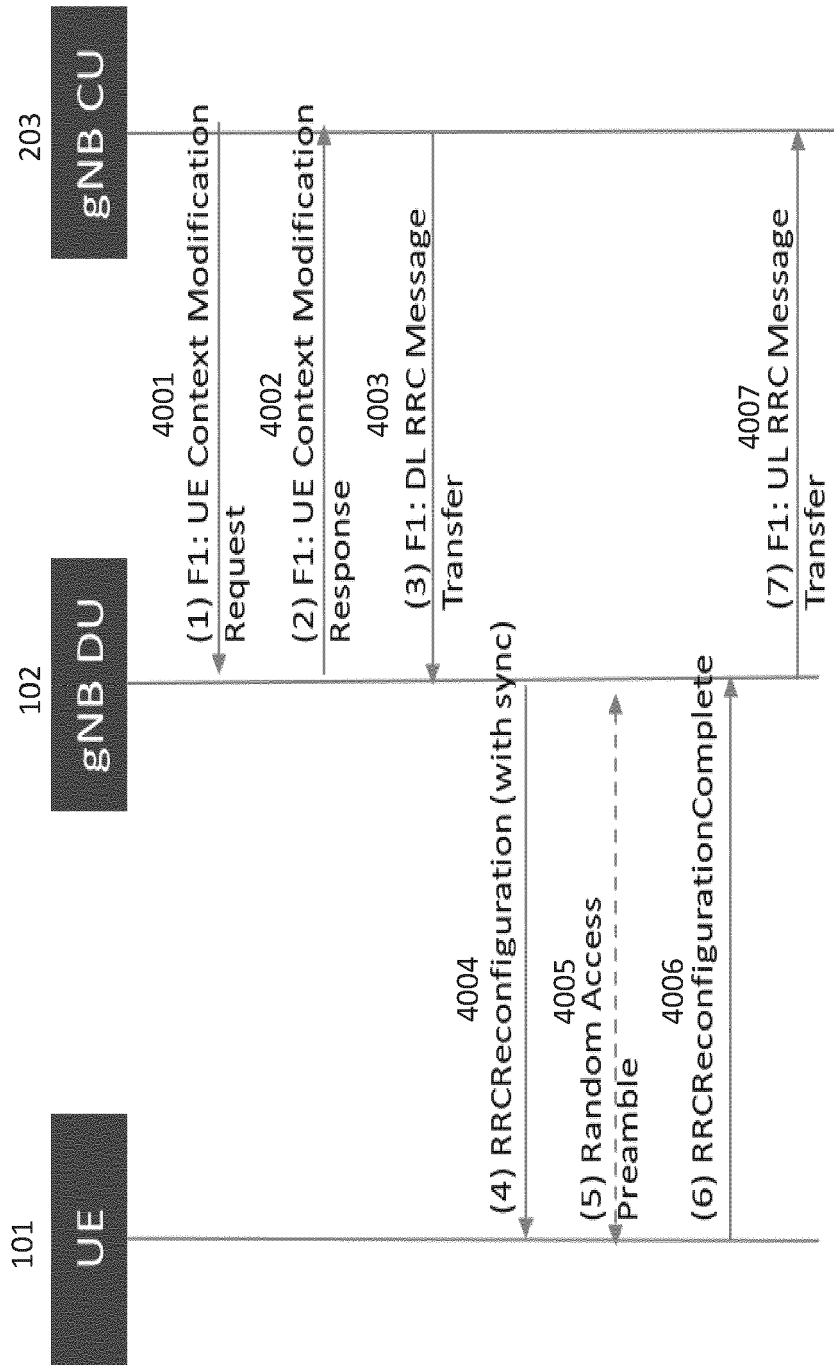 101
UE
102
gNB DU
203
gNB CU
4001
(1) F1: UE Context Modification
Request
4002
(2) F1: UE Context Modification
Response
4003
(3) F1: DL RRC Message
Transfer
4004
(4) RRCReconfiguration (with sync)
4005
(5) Random Access
Preamble
4006
(6) RRCReconfigurationComplete
4007
(7) F1: UL RRC Message
Transfer